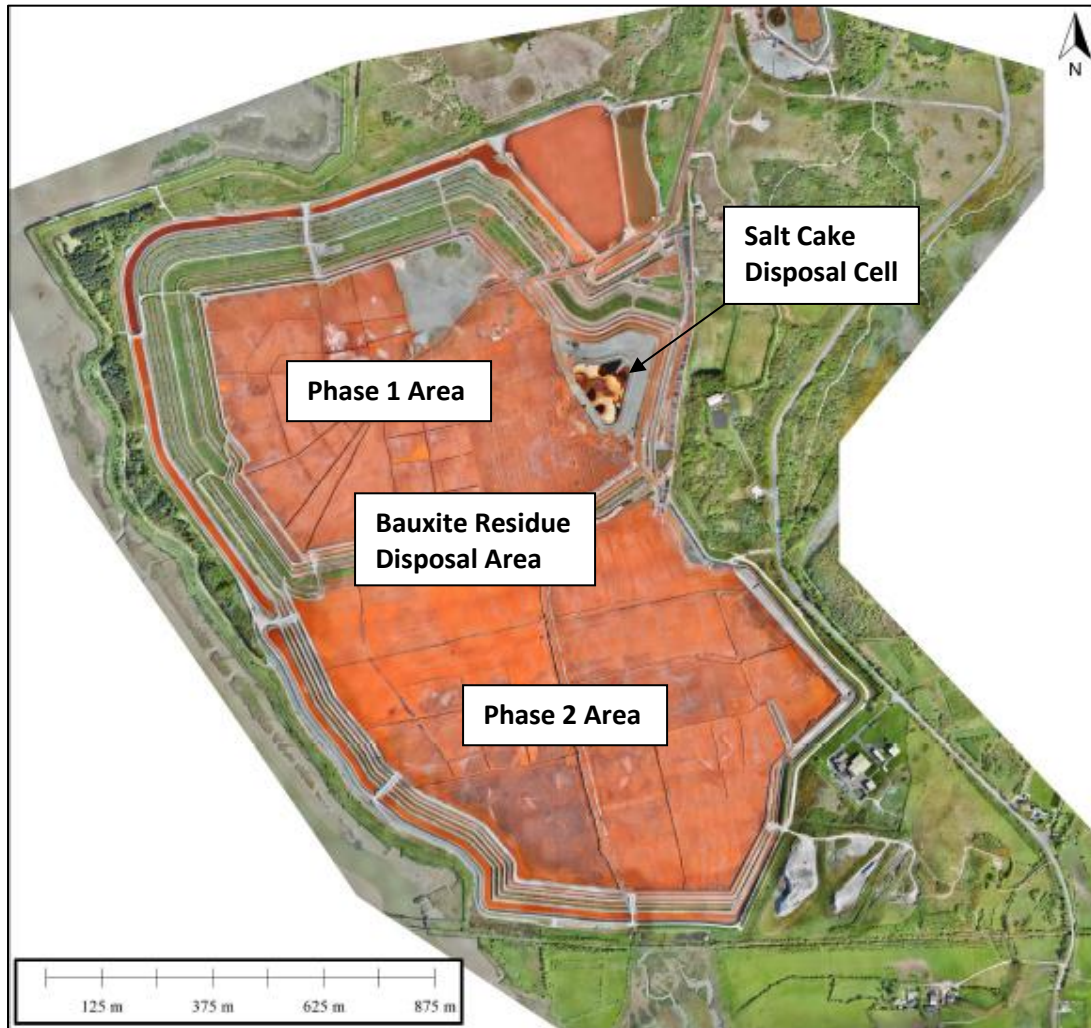 N
Salt Cake
Disposal Cell
Phase 1 Area
Bauxite Residue
Disposal Area
Phase 2 Area
125 m 375 m 625 m 875 m